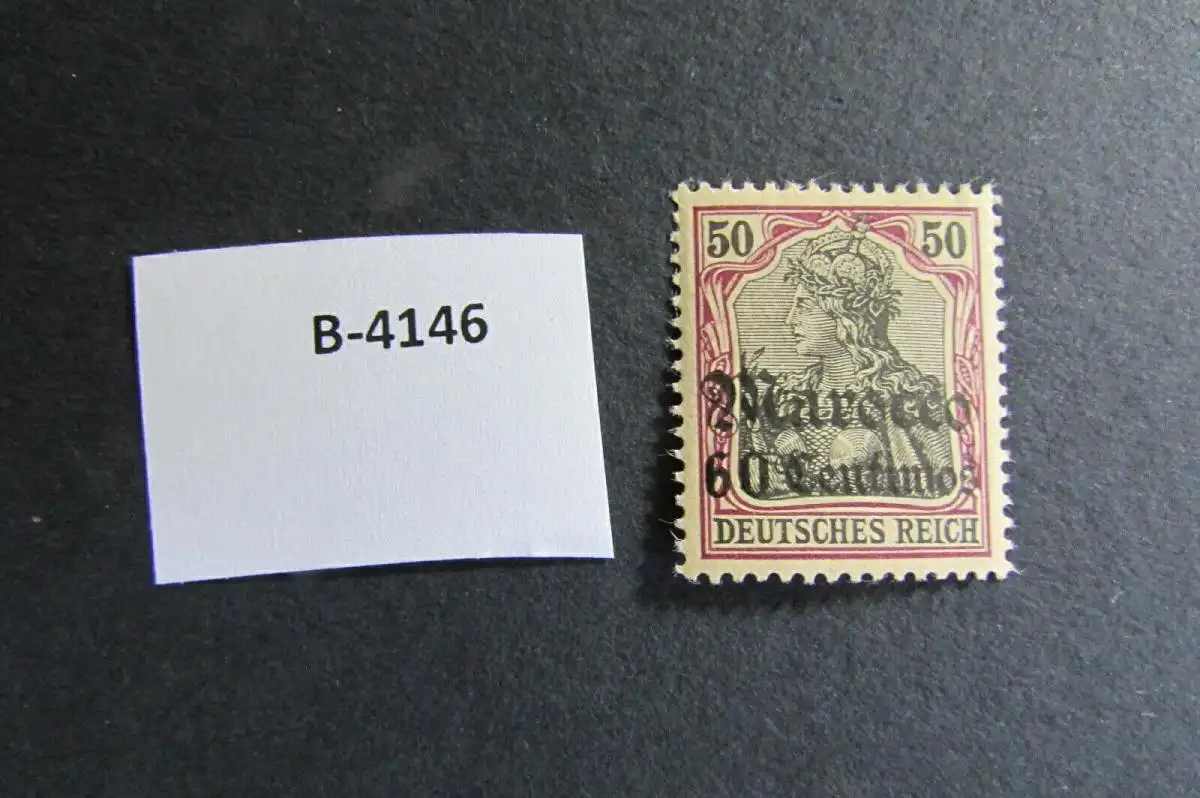 B-4146
50 50
Marocco
60 Centimos
DEUTSCHES REICH